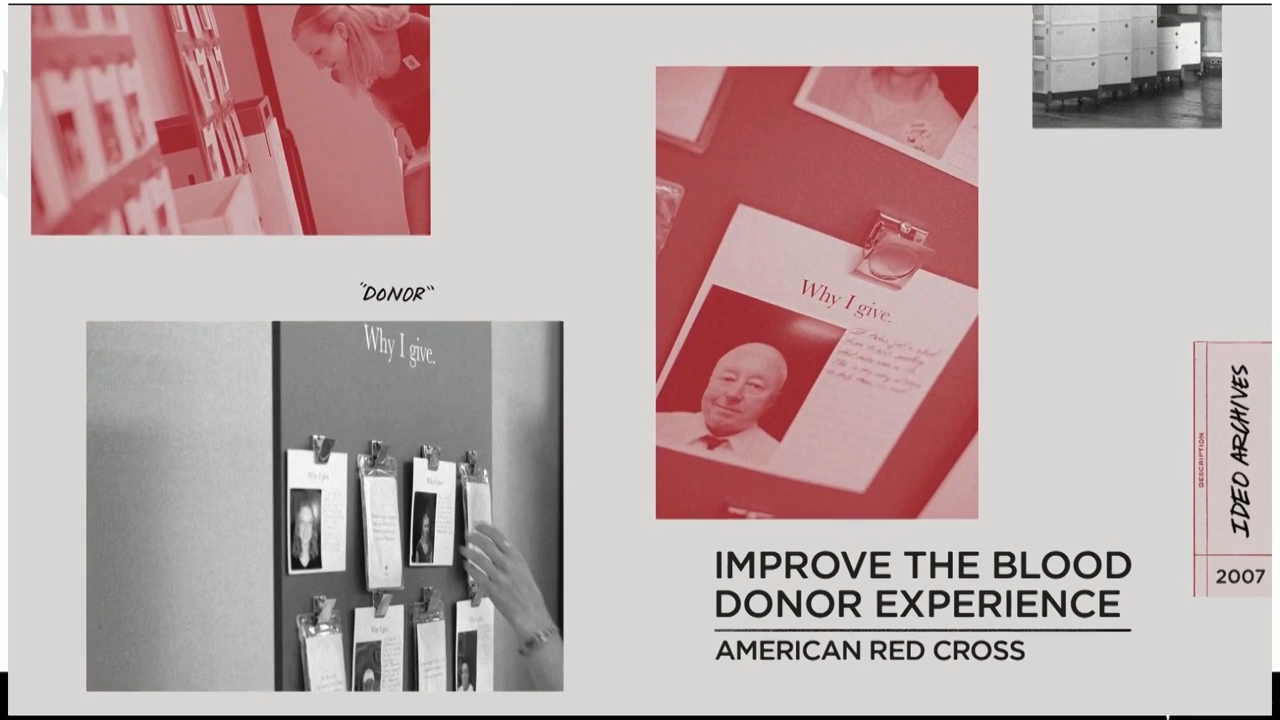 "DONOR"
Why I give.
Why I give.
IMPROVE THE BLOOD
DONOR EXPERIENCE
AMERICAN RED CROSS
DESCRIPTION
IDEO ARCHIVES
2007